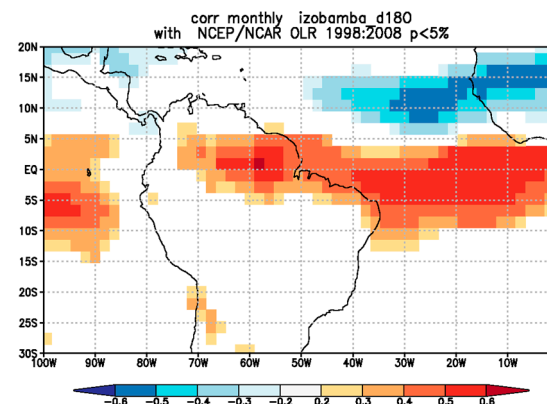 corr monthly izobamba_d180
with NCEP/NCAR OLR 1998:2008 p<5%
20N
15N
10N
5N
EQ
5S
10S
15S
20S
25S
30S
100W 90W 80W 70W 60W 50W 40W 30W 20W 10W
-0.6 -0.5 -0.4 -0.3 -0.2 0.2 0.3 0.4 0.5 0.6